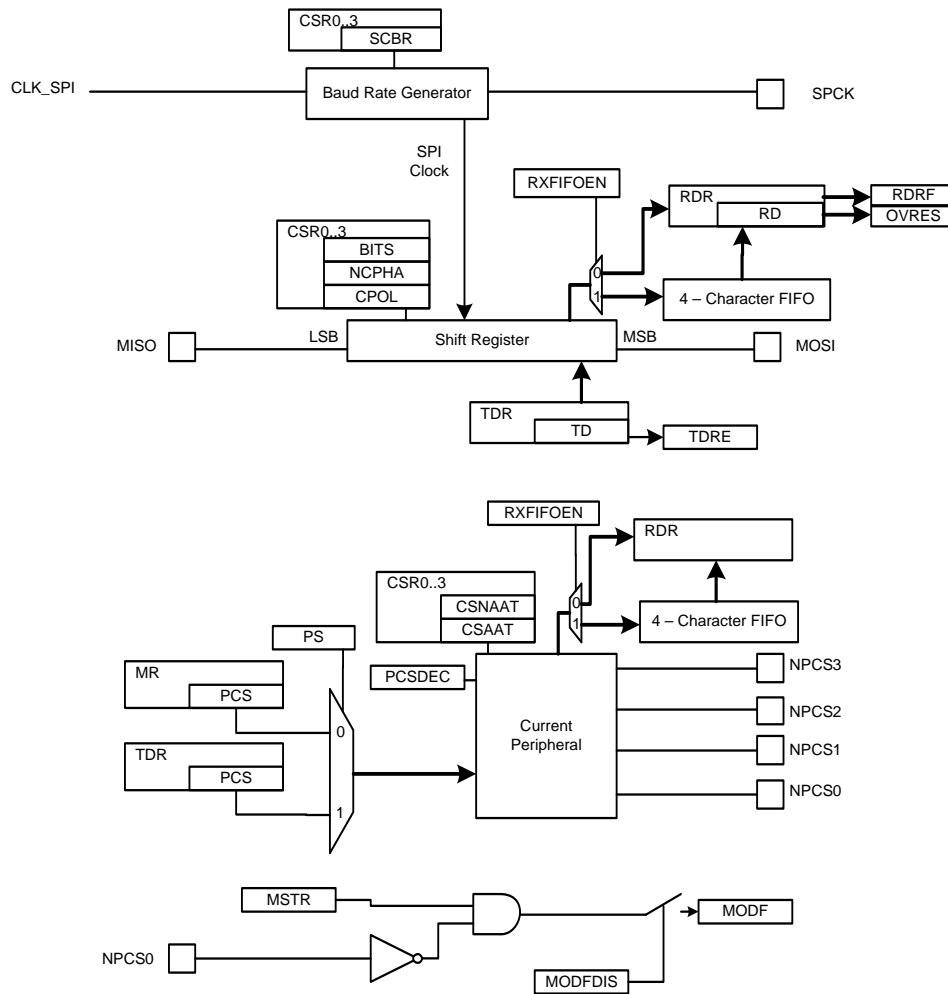 CSR0..3
SCBR
CLK_SPI
Baud Rate Generator
SPCK
SPI
Clock
RXFIFOEN
RDR
RD
RDRF
OVRES
CSR0..3
BITS
NCPHA
CPOL
0
1
4 – Character FIFO
MISO
LSB
Shift Register
MSB
MOSI
TDR
TD
TDRE
RXFIFOEN
RDR
CSR0..3
CSNAAT
CSAAT
0
1
4 – Character FIFO
PS
MR
PCS
PCSDEC
NPCS3
0
NPCS2
Current
Peripheral
TDR
PCS
NPCS1
1
NPCS0
MSTR
MODF
NPCS0
MODFDIS